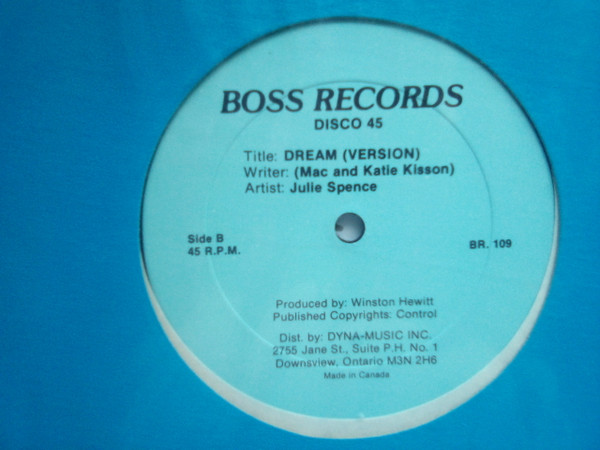 BOSS RECORDS
DISCO 45
Title: DREAM (VERSION)
Writer: (Mac and Katie Kisson)
Artist: Julie Spence
Side B
45 R.P.M.
BR. 109
Produced by: Winston Hewitt
Published Copyrights: Control
Dist. by: DYNA-MUSIC INC.
2755 Jane St., Suite P.H. No. 1
Downsview, Ontario M3N 2H6
Made in Canada